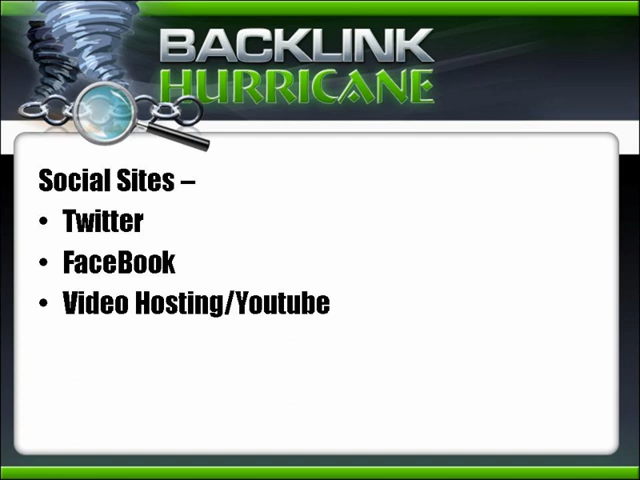 BACKLINK
HURRICANE
Social Sites –
• Twitter
• FaceBook
• Video Hosting/Youtube